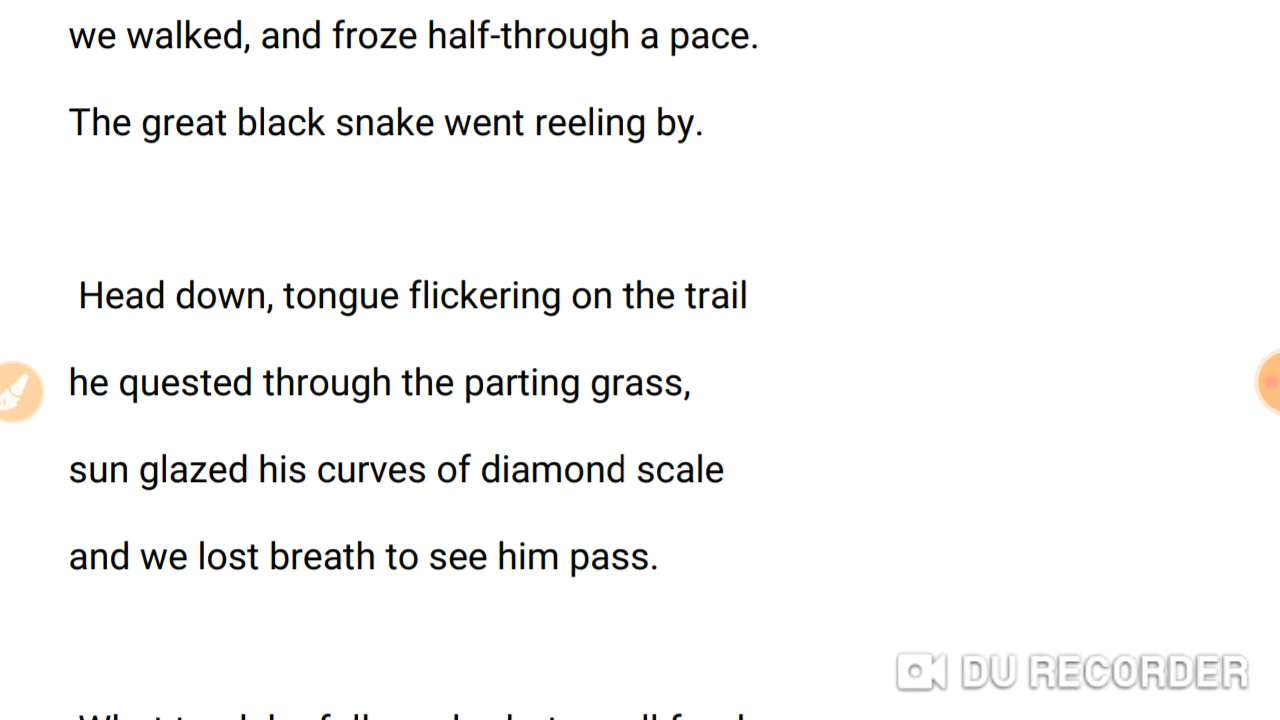 we walked, and froze half-through a pace.
The great black snake went reeling by.
Head down, tongue flickering on the trail
he quested through the parting grass,
sun glazed his curves of diamond scale
and we lost breath to see him pass.
DU RECORDER